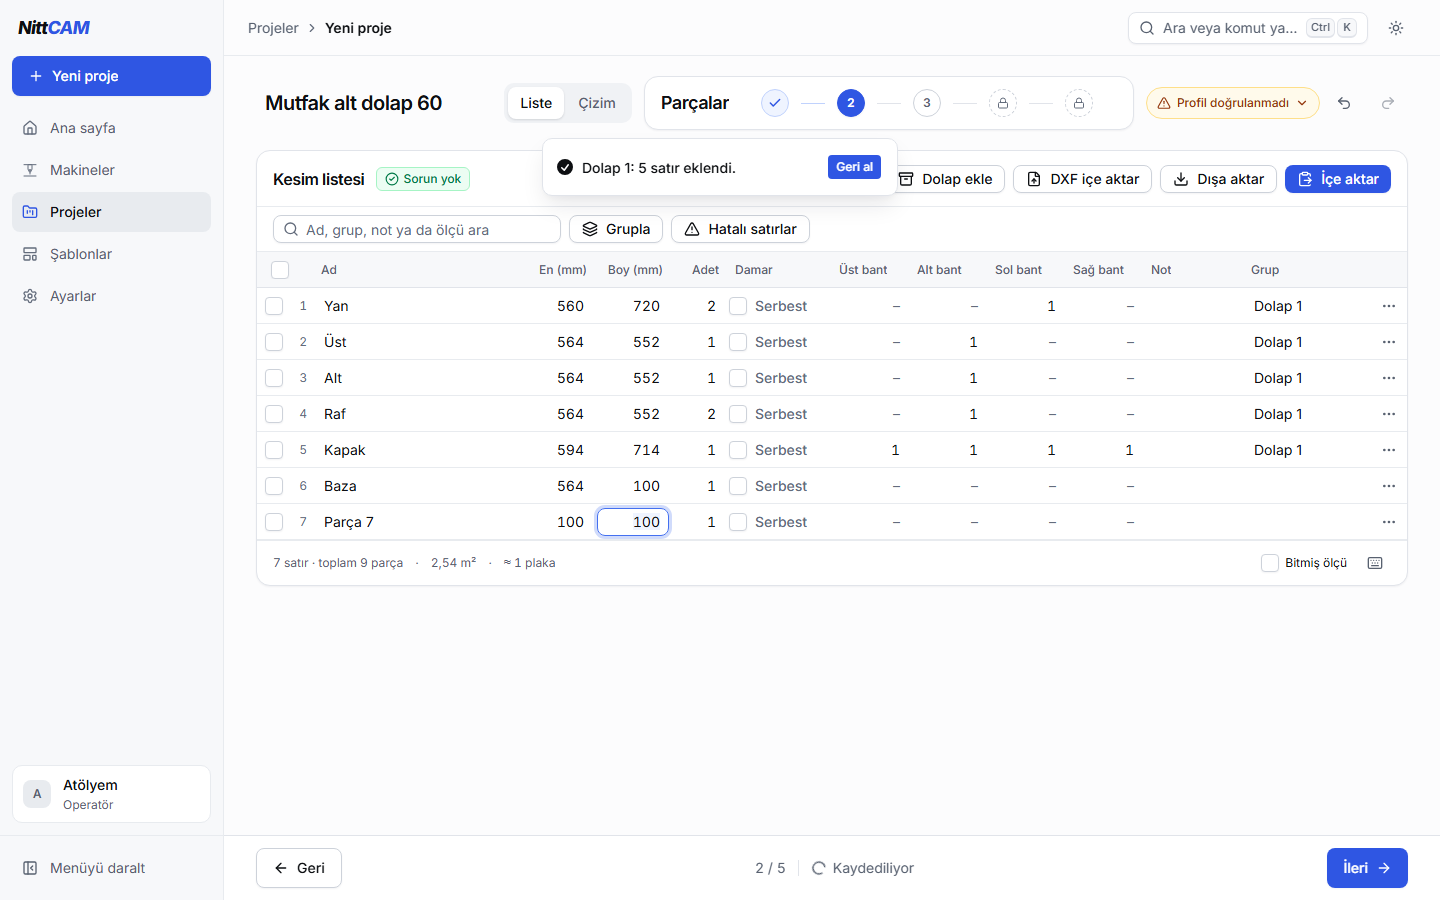 NittCAM
Projeler > Yeni proje
Ara veya komut ya... Ctrl K
Yeni proje
Ana sayfa
Makineler
Projeler
Şablonlar
Ayarlar
Mutfak alt dolap 60
Liste Çizim
Parçalar 2 3
Profil doğrulanmadı
Dolap 1: 5 satır eklendi. Geri al
Kesim listesi Sorun yok
Dolap ekle DXF içe aktar Dışa aktar İçe aktar
Ad, grup, not ya da ölçü ara Grupla Hatalı satırlar
Ad En (mm) Boy (mm) Adet Damar Üst bant Alt bant Sol bant Sağ bant Not Grup
1 Yan 560 720 2 Serbest – – 1 – Dolap 1
2 Üst 564 552 1 Serbest – 1 – – Dolap 1
3 Alt 564 552 1 Serbest – 1 – – Dolap 1
4 Raf 564 552 2 Serbest – 1 – – Dolap 1
5 Kapak 594 714 1 Serbest 1 1 1 1 Dolap 1
6 Baza 564 100 1 Serbest – – – –
7 Parça 7 100 100 1 Serbest – – – –
7 satır · toplam 9 parça · 2,54 m² · ≈ 1 plaka
Bitmiş ölçü
A Atölyem
Operatör
Menüyü daralt
Geri
2 / 5 Kaydediliyor
İleri